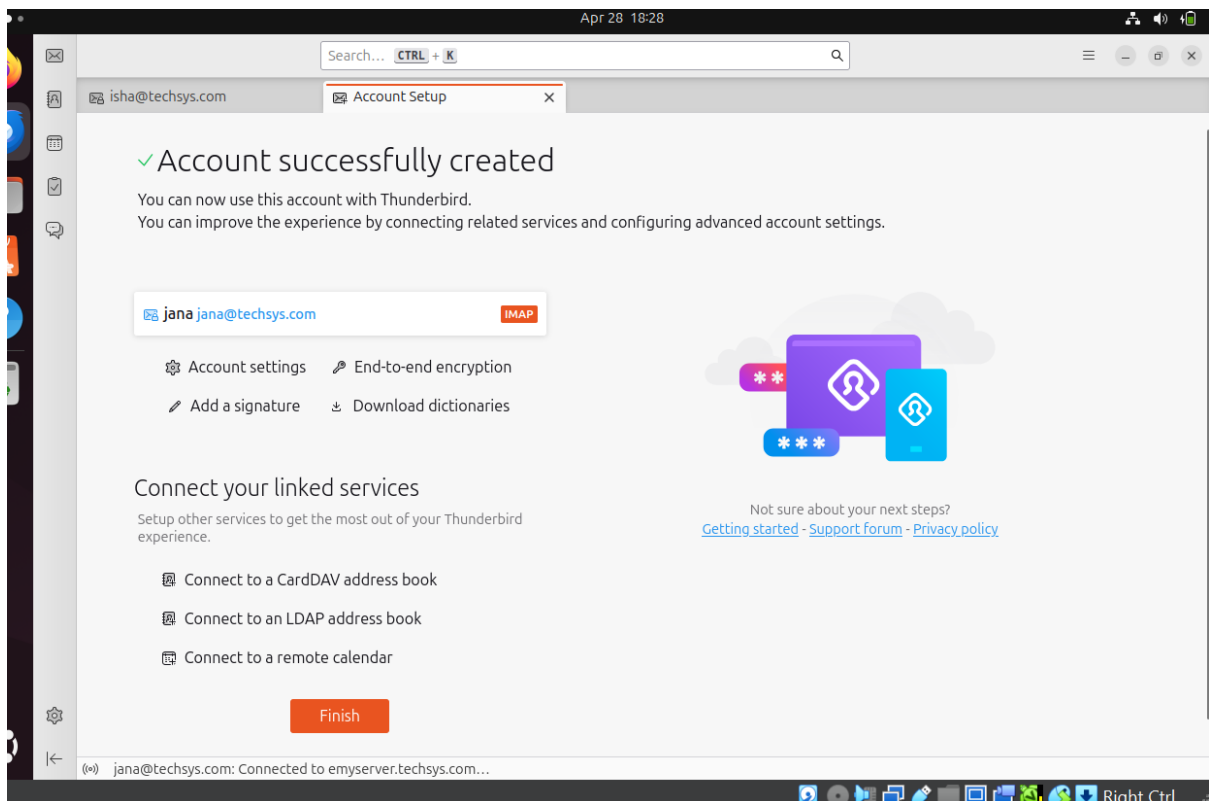 Apr 28 18:28
Search... CTRL + K
isha@techsys.com
Account Setup
Account successfully created
You can now use this account with Thunderbird.
You can improve the experience by connecting related services and configuring advanced account settings.
jana jana@techsys.com IMAP
Account settings End-to-end encryption
Add a signature Download dictionaries
Connect your linked services
Setup other services to get the most out of your Thunderbird
experience.
Connect to a CardDAV address book
Connect to an LDAP address book
Connect to a remote calendar
Finish
Not sure about your next steps?
Getting started - Support forum - Privacy policy
jana@techsys.com: Connected to emyserver.techsys.com...
Right Ctrl